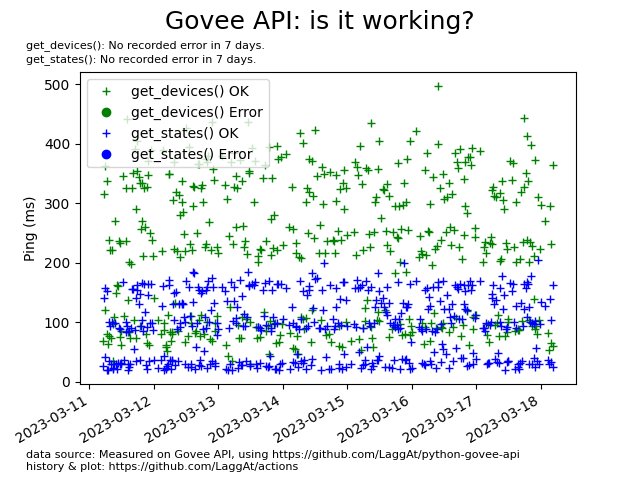 Govee API: is it working?
get_devices(): No recorded error in 7 days.
get_states(): No recorded error in 7 days.
get_devices() OK
get_devices() Error
get_states() OK
get_states() Error
500
400
300
200
100
0
Ping (ms)
2023-03-11
2023-03-12
2023-03-13
2023-03-14
2023-03-15
2023-03-16
2023-03-17
2023-03-18
data source: Measured on Govee API, using https://github.com/LaggAt/python-govee-api
history & plot: https://github.com/LaggAt/actions